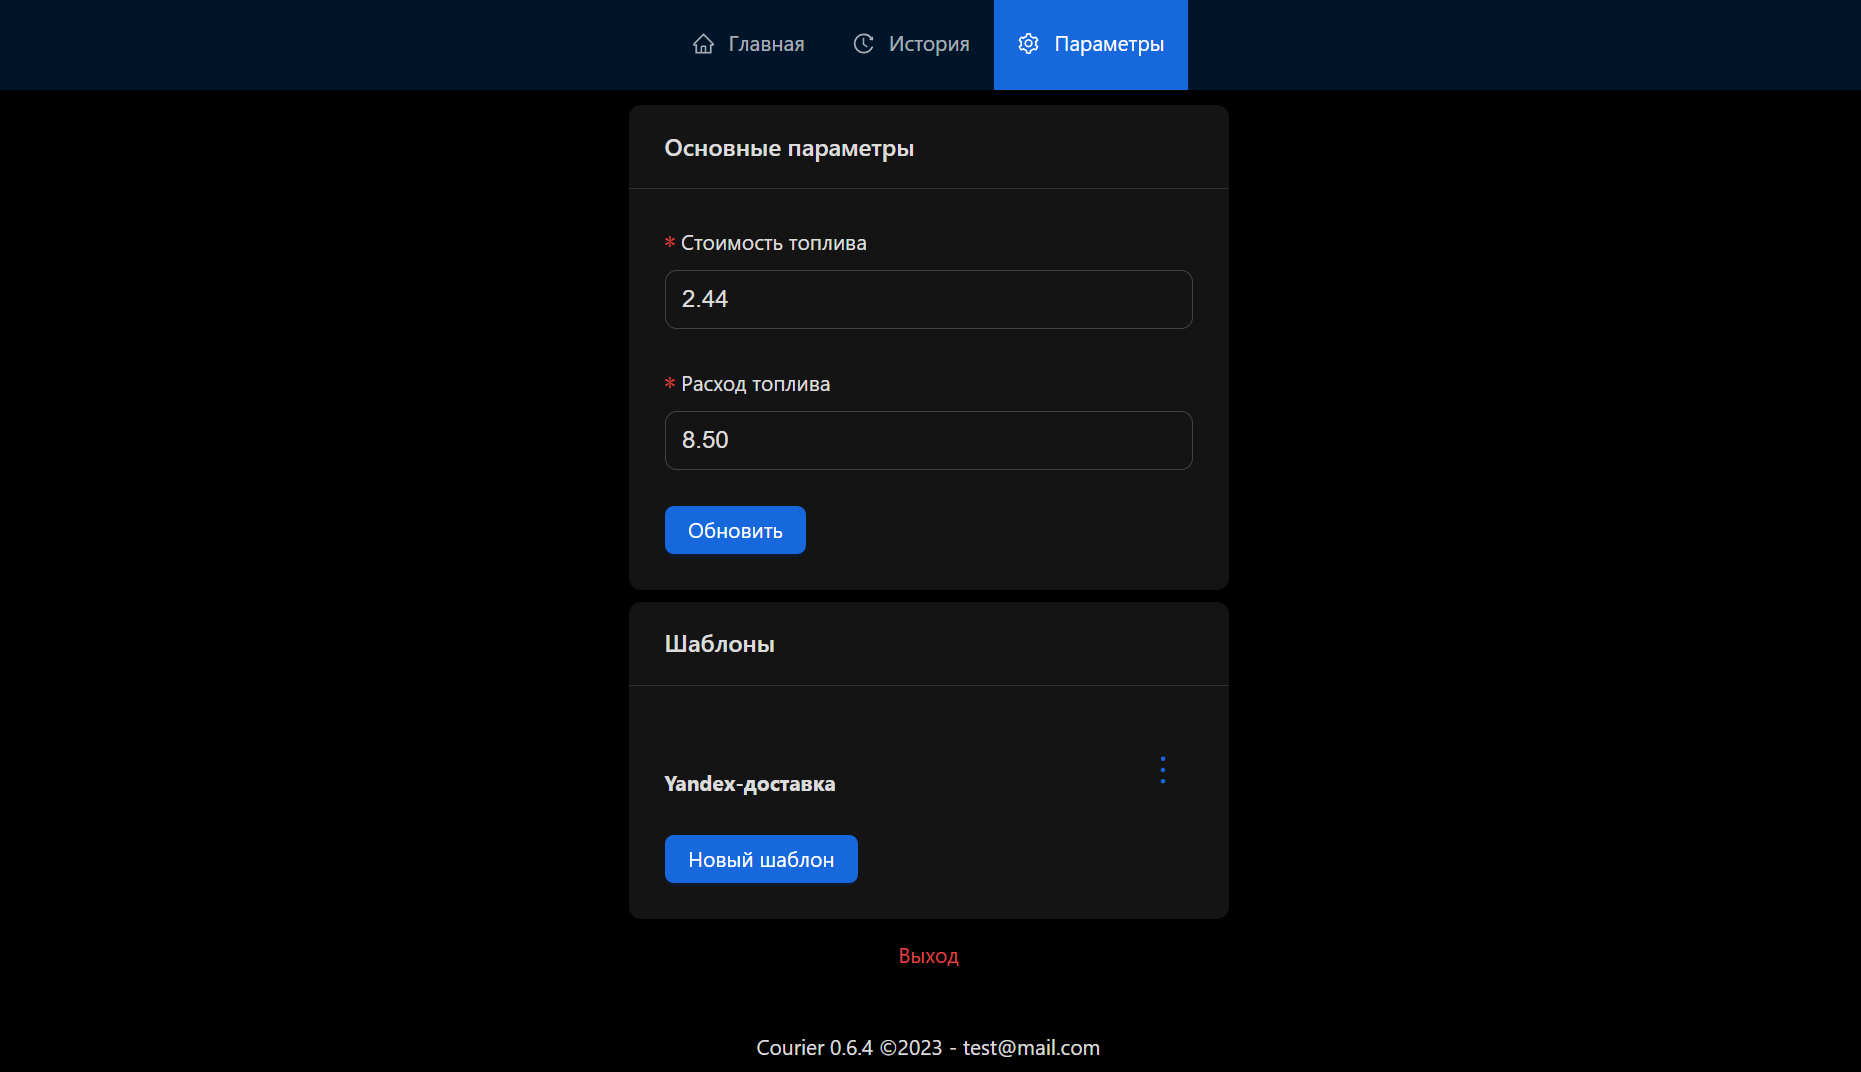 Главная
История
Параметры
Основные параметры
* Стоимость топлива
2.44
* Расход топлива
8.50
Обновить
Шаблоны
Yandex-доставка
Новый шаблон
Выход
Courier 0.6.4 ©2023 - test@mail.com